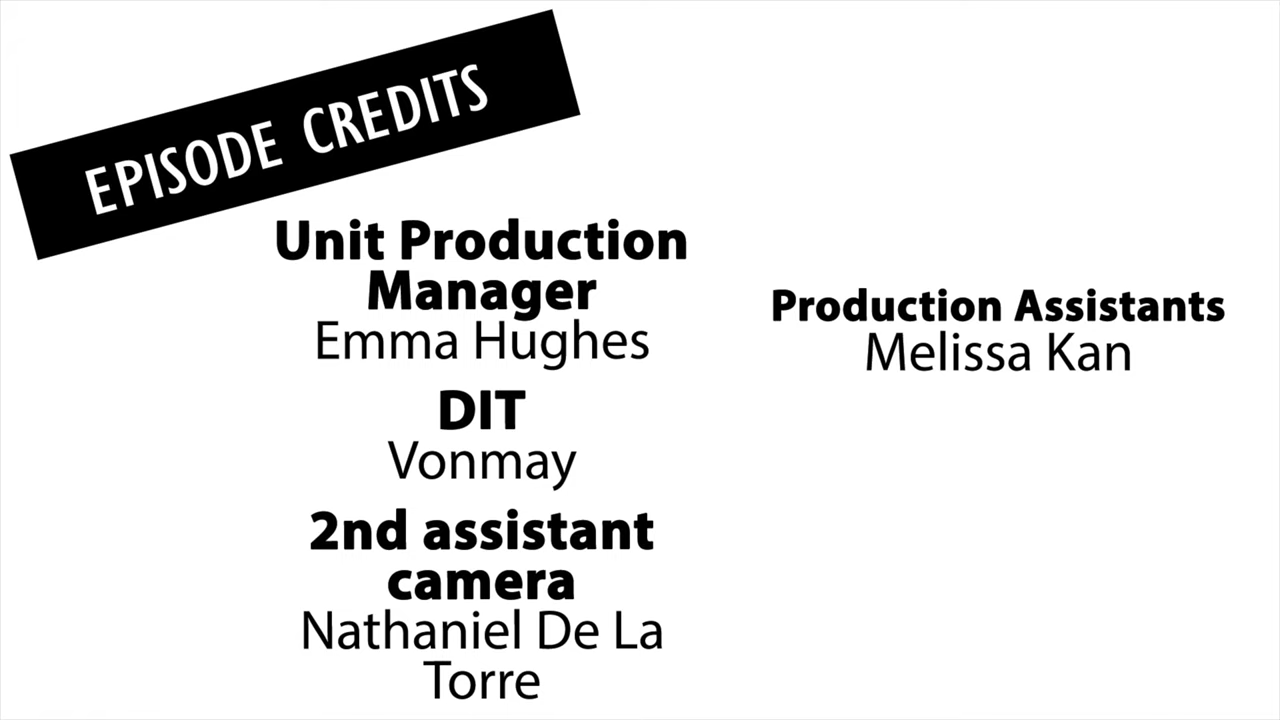 EPISODE CREDITS
Unit Production
Manager
Emma Hughes
DIT
Vonmay
2nd assistant
camera
Nathaniel De La
Torre
Production Assistants
Melissa Kan